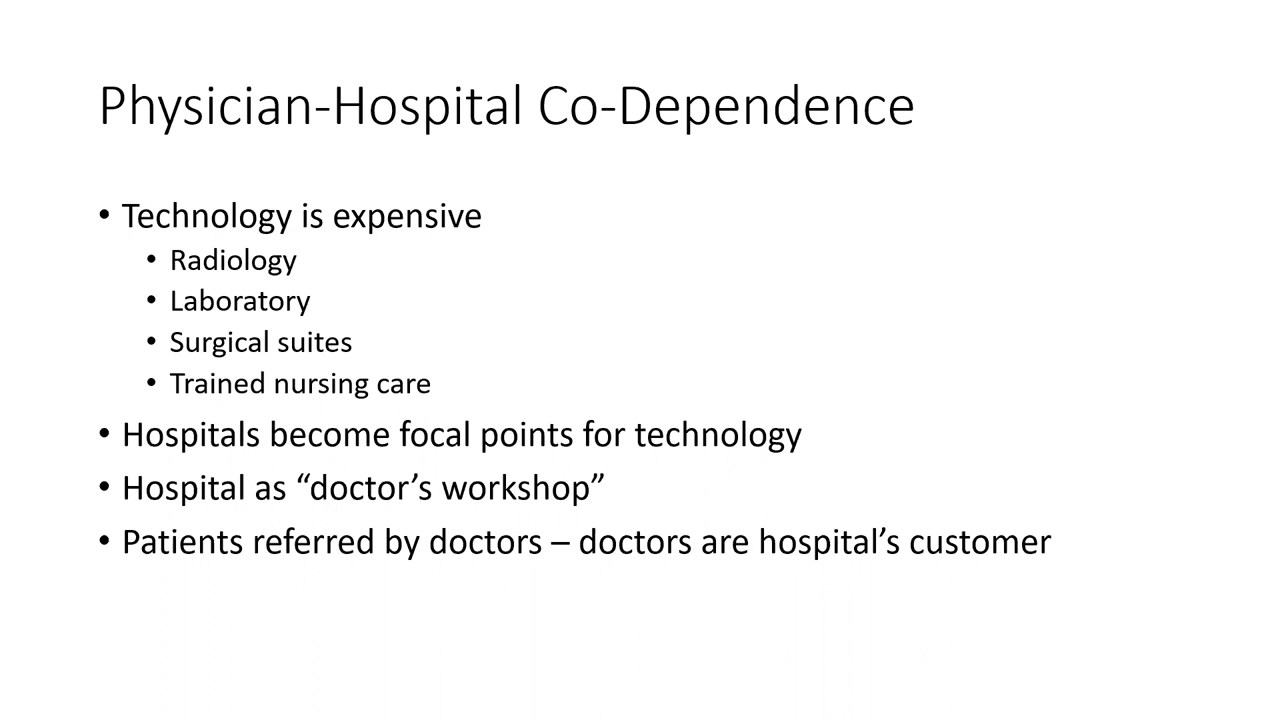 Physician-Hospital Co-Dependence
• Technology is expensive
• Radiology
• Laboratory
• Surgical suites
• Trained nursing care
• Hospitals become focal points for technology
• Hospital as “doctor’s workshop”
• Patients referred by doctors – doctors are hospital’s customer